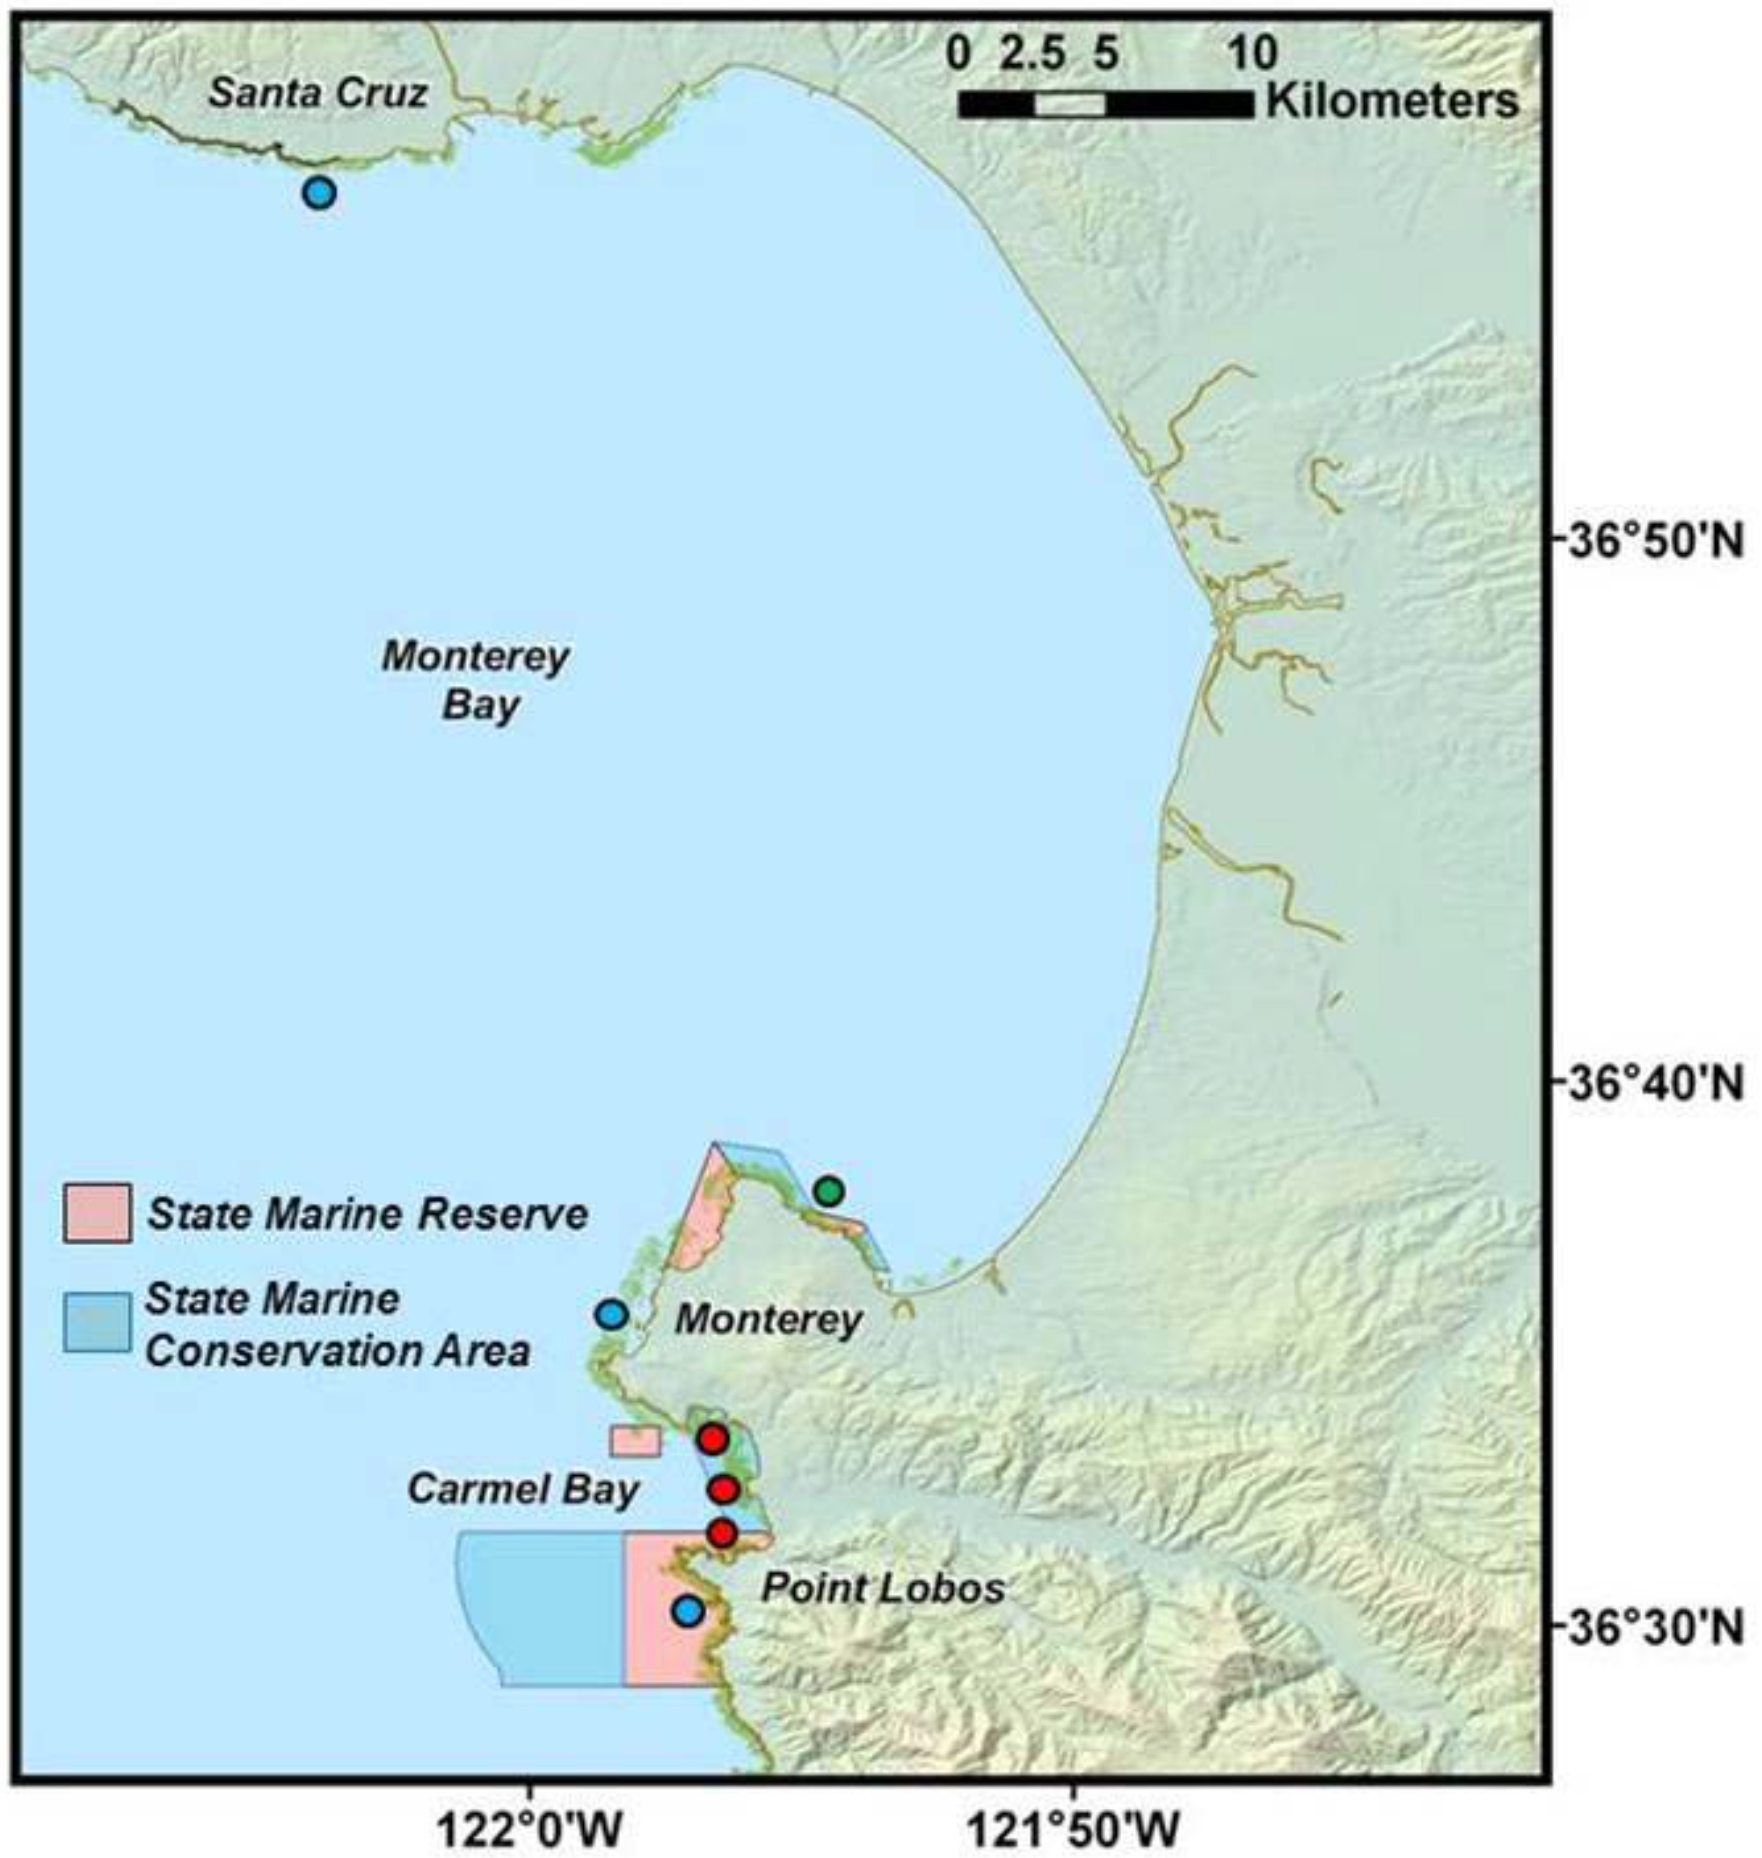 0 2.5 5 10
Kilometers
Santa Cruz
36°50'N
Monterey
Bay
36°40'N
State Marine Reserve
State Marine
Conservation Area
Monterey
Carmel Bay
Point Lobos
36°30'N
122°0'W 121°50'W